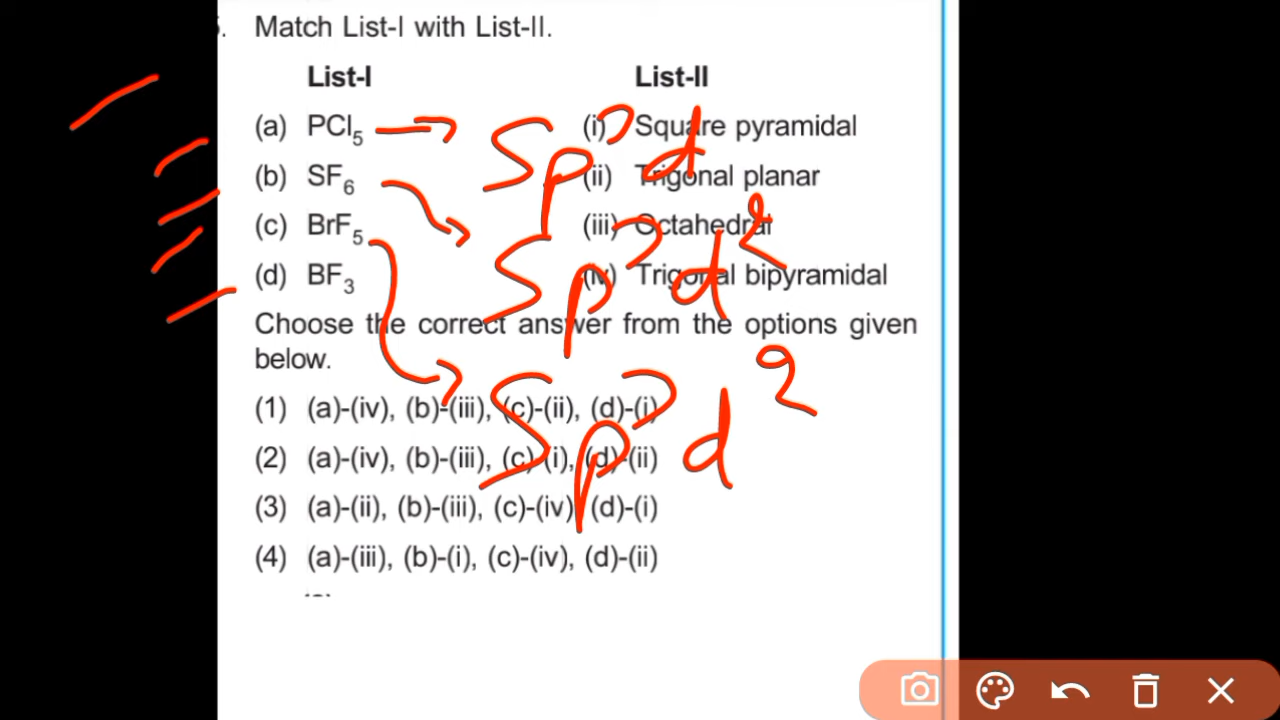 5. Match List-I with List-II.
List-I List-II
(a) PCl5 (i) Square pyramidal
(b) SF6 (ii) Trigonal planar
(c) BrF5 (iii) Octahedral
(d) BF3 (iv) Trigonal bipyramidal
Choose the correct answer from the options given
below.
(1) (a)-(iv), (b)-(iii), (c)-(ii), (d)-(i)
(2) (a)-(iv), (b)-(iii), (c)-(i), (d)-(ii)
(3) (a)-(ii), (b)-(iii), (c)-(iv), (d)-(i)
(4) (a)-(iii), (b)-(i), (c)-(iv), (d)-(ii)
Sp3d
Sp3d2
Sp3d2